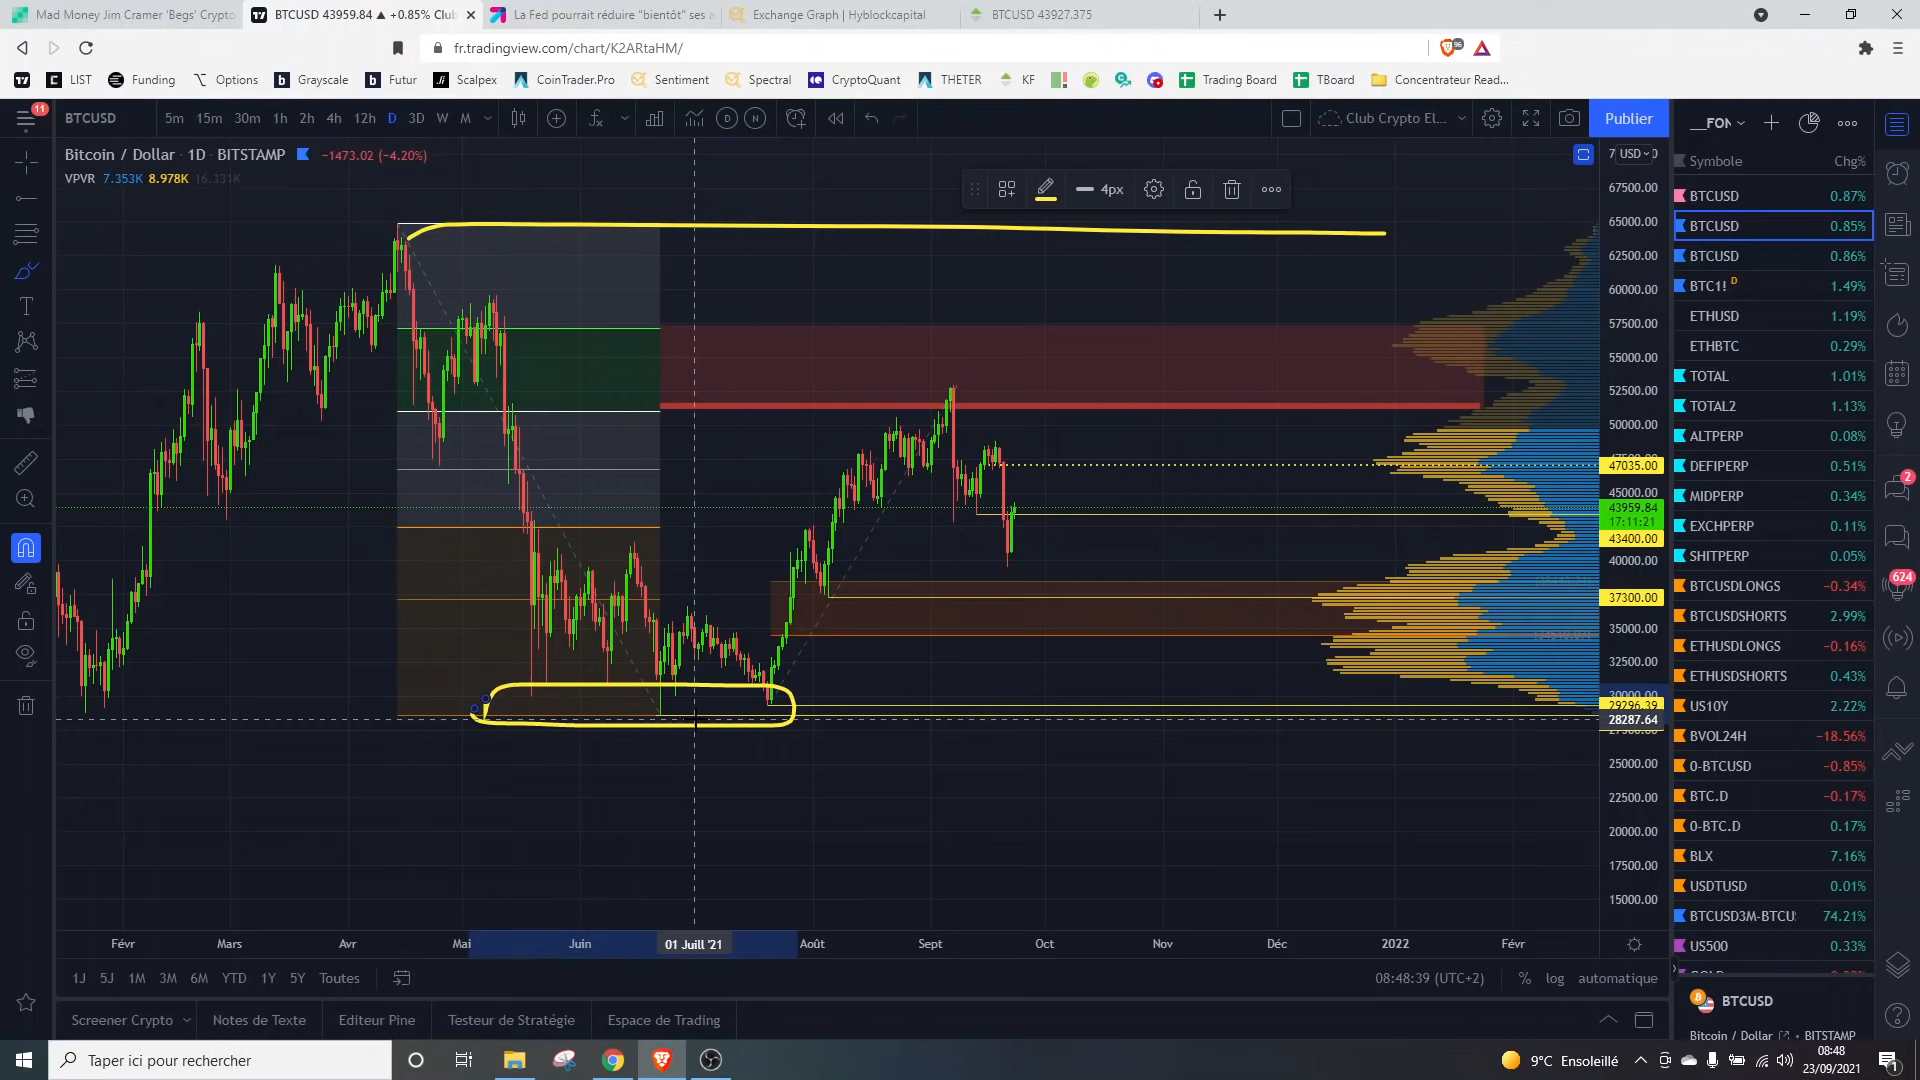 Mad Money Jim Cramer 'Begs' Crypto
BTCUSD 43959.84 ▲ +0.85% Clu
La Fed pourrait réduire "bientôt" ses a
Exchange Graph | Hyblockcapital
BTCUSD 43927.375
fr.tradingview.com/chart/K2ARtaHM/
96
LIST Funding Options Grayscale Futur Scalpex CoinTrader.Pro Sentiment Spectral CryptoQuant THETER KF Trading Board TBoard Concentrateur Read...
11
BTCUSD 5m 15m 30m 1h 2h 4h 12h D 3D W M
Club Crypto El...
Publier
Bitcoin / Dollar · 1D · BITSTAMP −1473.02 (−4.20%)
VPVR 7.353K 8.978K 16.331K
4px
USD
67500.00
65000.00
62500.00
60000.00
57500.00
55000.00
52500.00
50000.00
47035.00
45000.00
43959.84
17:11:21
43400.00
40000.00
37300.00
35000.00
32500.00
30000.00
29296.39
28287.64
25000.00
22500.00
20000.00
17500.00
15000.00
Févr Mars Avr Mai Juin 01 Juill '21 Août Sept Oct Nov Déc 2022 Févr
1J 5J 1M 3M 6M YTD 1Y 5Y Toutes
08:48:39 (UTC+2) % log automatique
Screener Crypto Notes de Texte Editeur Pine Testeur de Stratégie Espace de Trading
__FON
Symbole Chg%
BTCUSD 0.87%
BTCUSD 0.85%
BTCUSD 0.86%
BTC1! D 1.49%
ETHUSD 1.19%
ETHBTC 0.29%
TOTAL 1.01%
TOTAL2 1.13%
ALTPERP 0.08%
DEFIPERP 0.51%
MIDPERP 0.34%
EXCHPERP 0.11%
SHITPERP 0.05%
BTCUSDLONGS −0.34%
BTCUSDSHORTS 2.99%
ETHUSDLONGS −0.16%
ETHUSDSHORTS 0.43%
US10Y 2.22%
BVOL24H −18.56%
0-BTCUSD −0.85%
BTC.D −0.17%
0-BTC.D 0.17%
BLX 7.16%
USDTUSD 0.01%
BTCUSD3M-BTCU 74.21%
US500 0.33%
BTCUSD
Bitcoin / Dollar · BITSTAMP
2
624
Taper ici pour rechercher
9°C Ensoleillé
08:48
23/09/2021
1